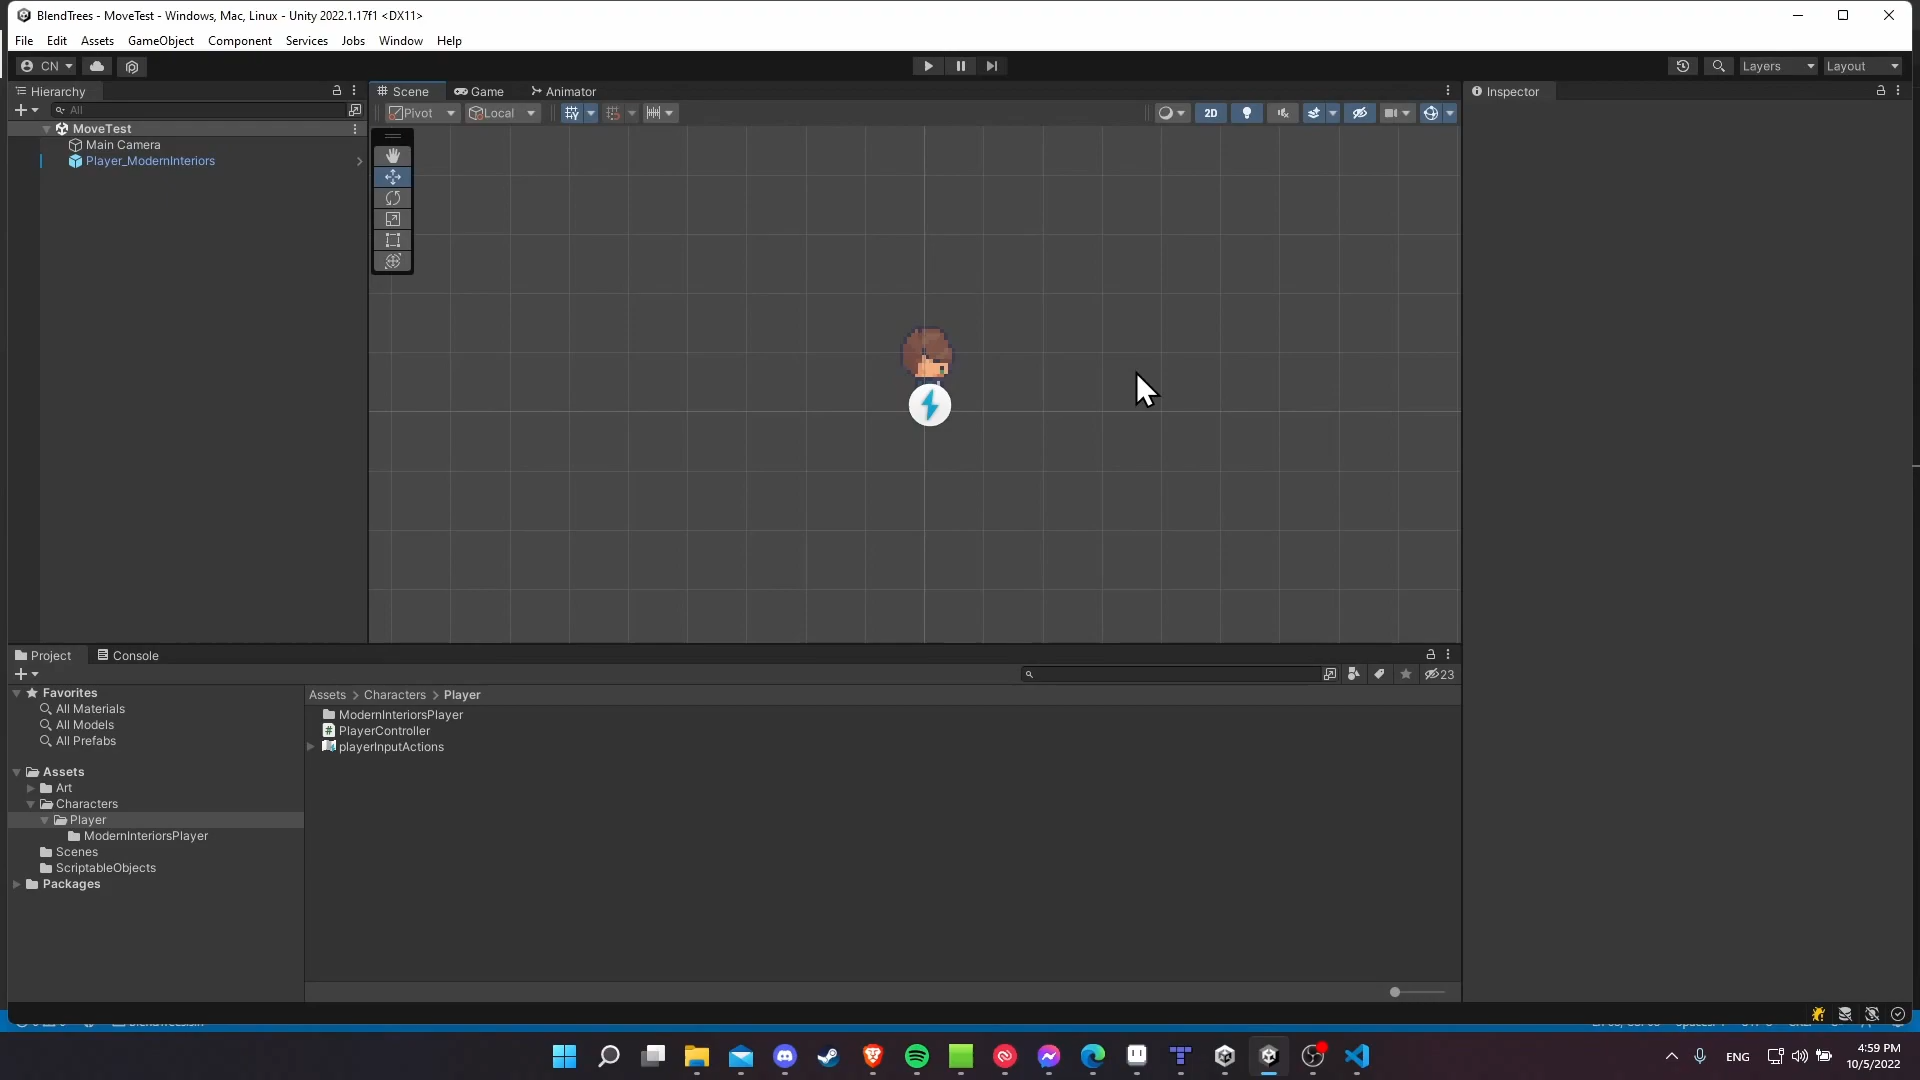 BlendTrees - MoveTest - Windows, Mac, Linux - Unity 2022.1.17f1 <DX11>
File Edit Assets GameObject Component Services Jobs Window Help
CN
Layers
Layout
Hierarchy
All
MoveTest
Main Camera
Player_ModernInteriors
Scene
Game
Animator
Pivot
Local
2D
Inspector
Project
Console
23
Favorites
All Materials
All Models
All Prefabs
Assets
Art
Characters
Player
ModernInteriorsPlayer
Scenes
ScriptableObjects
Packages
Assets > Characters > Player
ModernInteriorsPlayer
PlayerController
playerInputActions
ENG
4:59 PM
10/5/2022